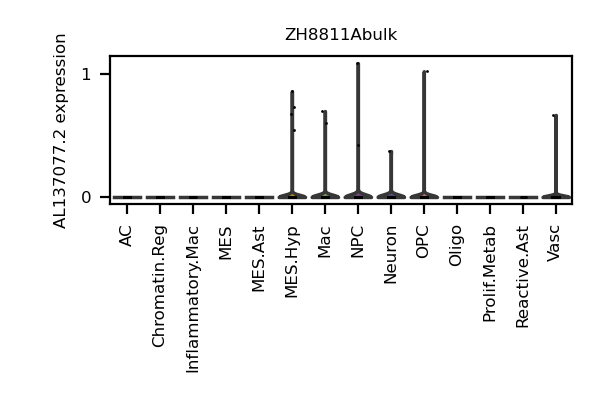 ZH8811Abulk
AL137077.2 expression
1
0
AC
Chromatin.Reg
Inflammatory.Mac
MES
MES.Ast
MES.Hyp
Mac
NPC
Neuron
OPC
Oligo
Prolif.Metab
Reactive.Ast
Vasc